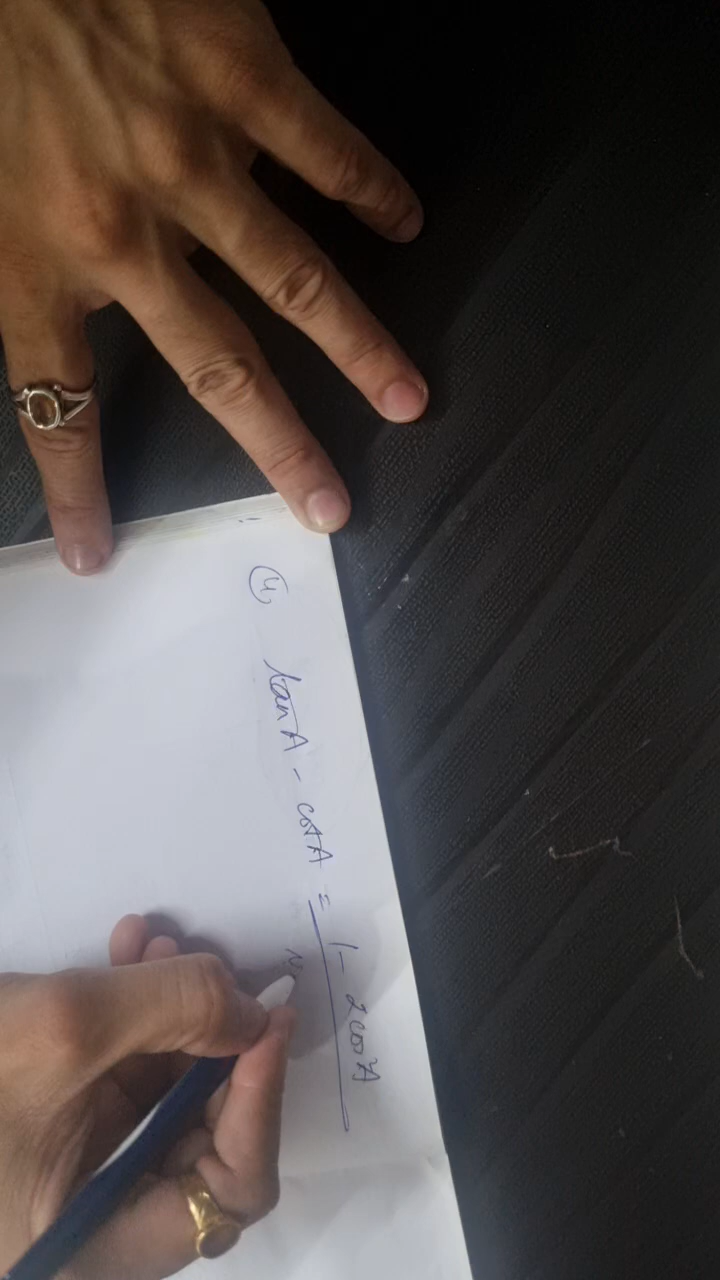 ④ tanA - cotA = 1 - 2cos²A